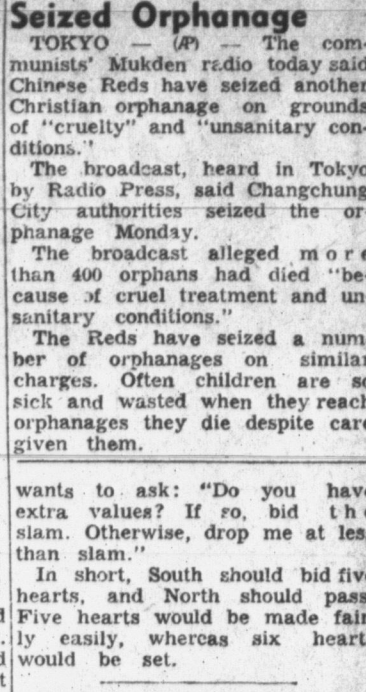 Seized Orphanage
TOKYO — (AP) — The com-
munists' Mukden radio today said
Chinese Reds have seized another
Christian orphanage on grounds
of "cruelty" and "unsanitary con-
ditions."
The broadcast, heard in Tokyo
by Radio Press, said Changchung
City authorities seized the or-
phanage Monday.
The broadcast alleged more
than 400 orphans had died "be-
cause of cruel treatment and un-
sanitary conditions."
The Reds have seized a num-
ber of orphanages on similar
charges. Often children are so
sick and wasted when they reach
orphanages they die despite care
given them.
wants to ask: "Do you have
extra values? If so, bid the
slam. Otherwise, drop me at less
than slam."
In short, South should bid five
hearts, and North should pass.
Five hearts would be made fair-
ly easily, whereas six hearts
would be set.